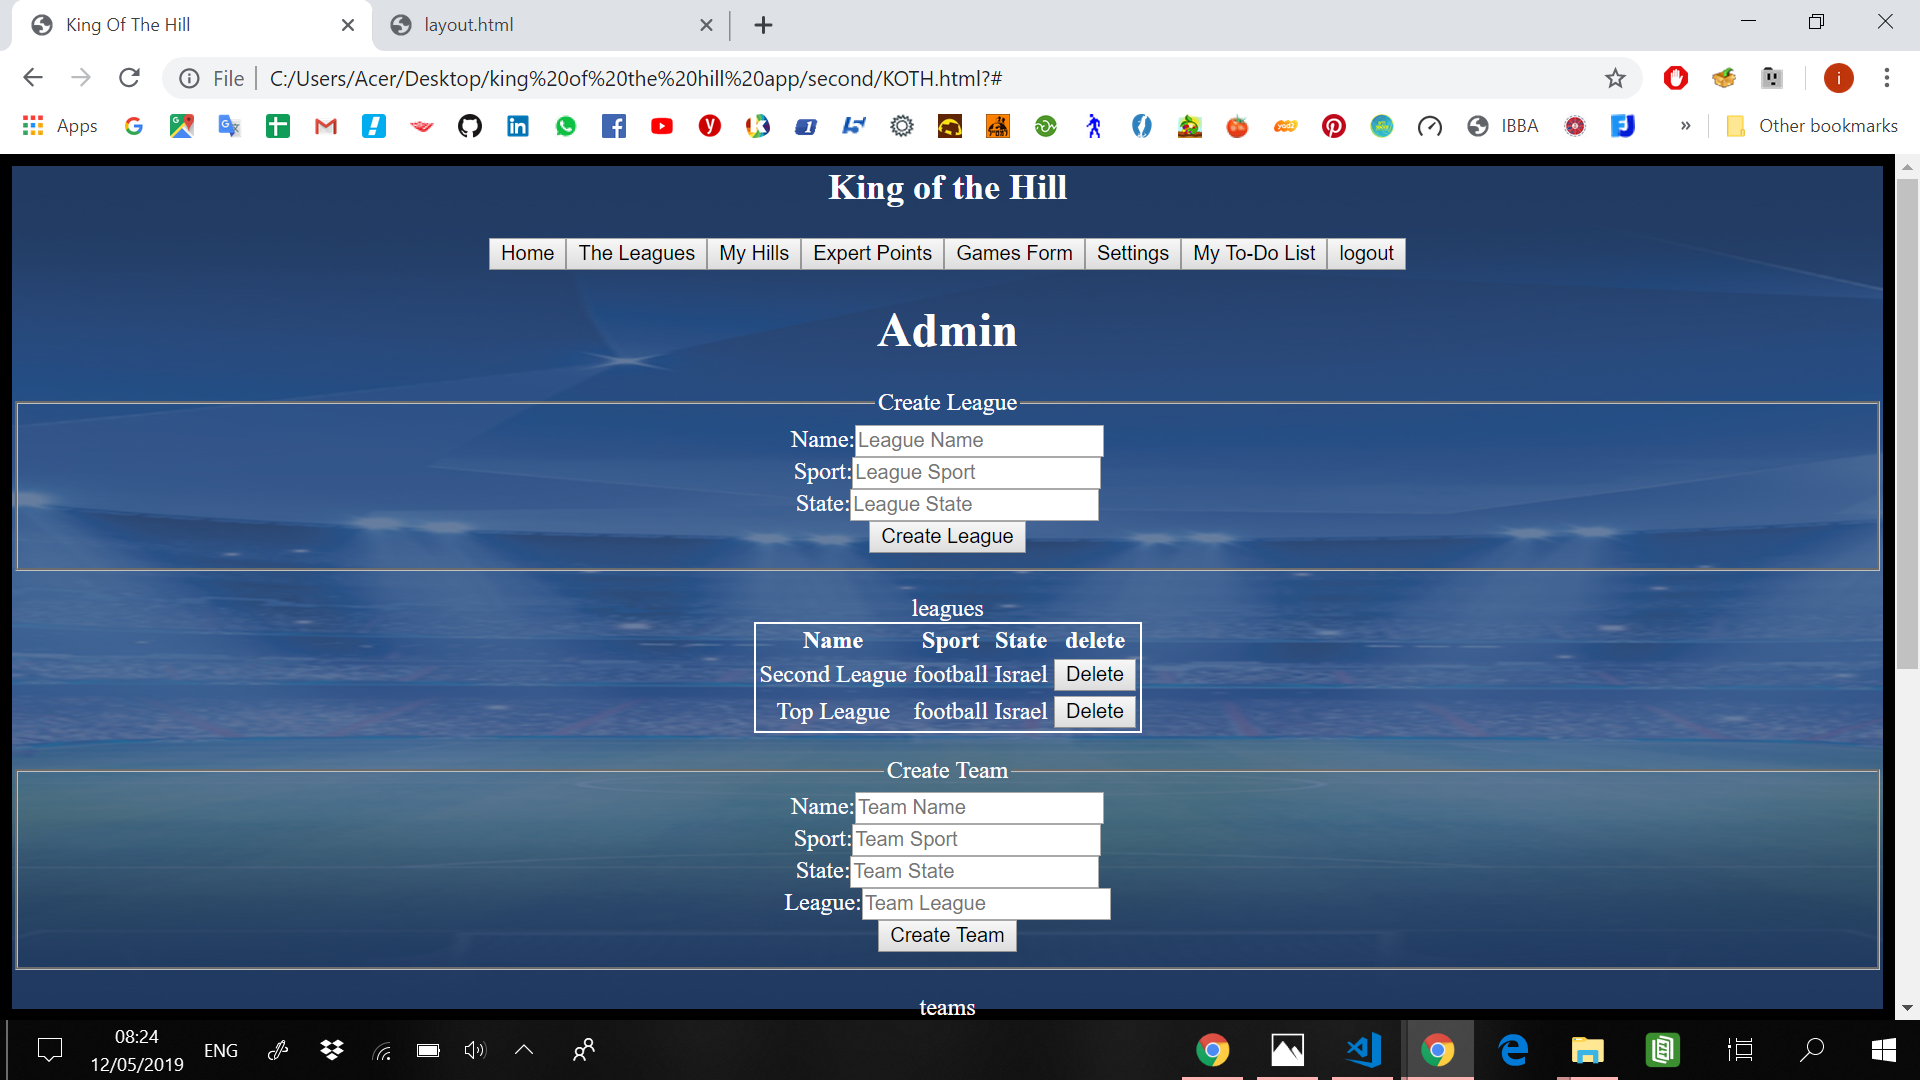 King Of The Hill
layout.html
File C:/Users/Acer/Desktop/king%20of%20the%20hill%20app/second/KOTH.html?#
i
Apps IBBA Other bookmarks
King of the Hill
Home The Leagues My Hills Expert Points Games Form Settings My To-Do List logout
Admin
Create League
Name: League Name
Sport: League Sport
State: League State
Create League
leagues
Name Sport State delete
Second League football Israel Delete
Top League football Israel Delete
Create Team
Name: Team Name
Sport: Team Sport
State: Team State
League: Team League
Create Team
teams
08:24
12/05/2019
ENG